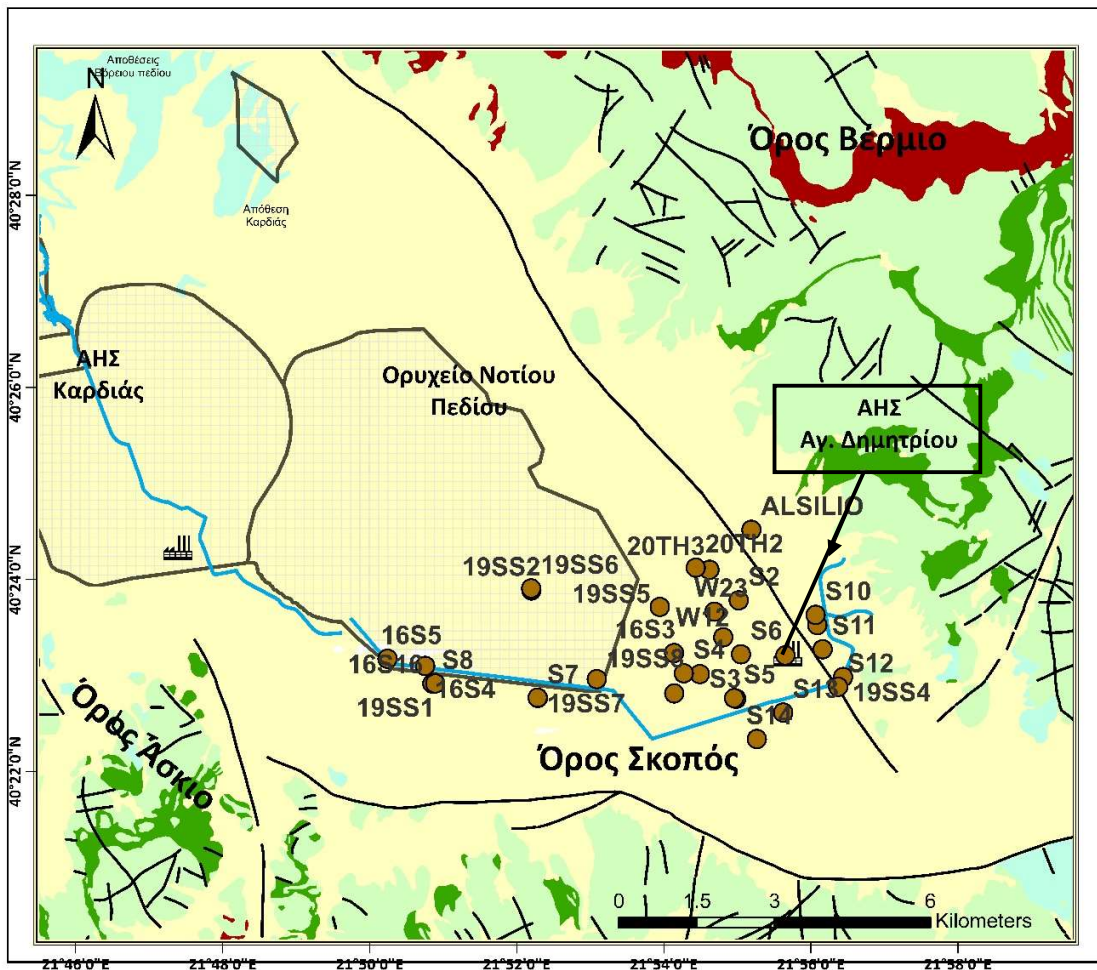 Αποθέσεις
Βόρειου πεδίου
N
Όρος Βέρμιο
40°28'0"N
Απόθεση
Καρδιάς
ΑΗΣ
Καρδιάς
Ορυχείο Νοτίου
Πεδίου
40°26'0"N
ΑΗΣ
Αγ. Δημητρίου
ALSILIO
20TH3
20TH2
40°24'0"N
19SS2
19SS6
S2
19SS5
W23
S10
16S3
W12
S6
S11
16S5
S4
16S16
S8
S7
19SS8
S5
S12
16S4
S3
S13
19SS4
19SS1
19SS7
S14
Όρος Σκοπός
Όρος Άσκιο
40°22'0"N
0
1.5
3
6
Kilometers
21°46'0"E
21°48'0"E
21°50'0"E
21°52'0"E
21°54'0"E
21°56'0"E
21°58'0"E